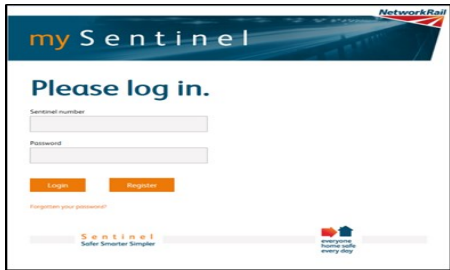 NetworkRail
my Sentinel
Please log in.
Sentinel number
Password
Login
Register
Forgotten your password?
Sentinel
Safer Smarter Simpler
everyone
home safe
every day